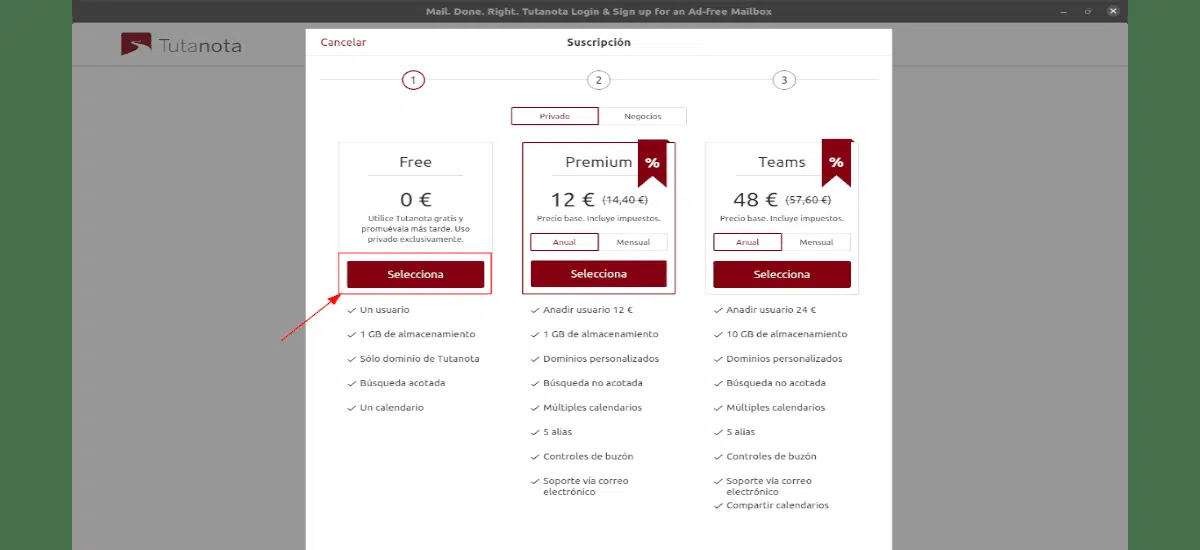 Mail. Done. Right. Tutanota Login & Sign up for an Ad-free Mailbox
Tutanota
Cancelar
Suscripción
1
2
3
Privado
Negocios
Free
0 €
Utilice Tutanota gratis y
promuévala más tarde. Uso
privado exclusivamente.
Selecciona
Un usuario
1 GB de almacenamiento
Sólo dominio de Tutanota
Búsqueda acotada
Un calendario
Premium
%
12 € (14,40 €)
Precio base. Incluye impuestos.
Anual
Mensual
Selecciona
Añadir usuario 12 €
1 GB de almacenamiento
Dominios personalizados
Búsqueda no acotada
Múltiples calendarios
5 alias
Controles de buzón
Soporte vía correo
electrónico
Teams
%
48 € (57,60 €)
Precio base. Incluye impuestos.
Anual
Mensual
Selecciona
Añadir usuario 24 €
10 GB de almacenamiento
Dominios personalizados
Búsqueda no acotada
Múltiples calendarios
5 alias
Controles de buzón
Soporte vía correo
electrónico
Compartir calendarios